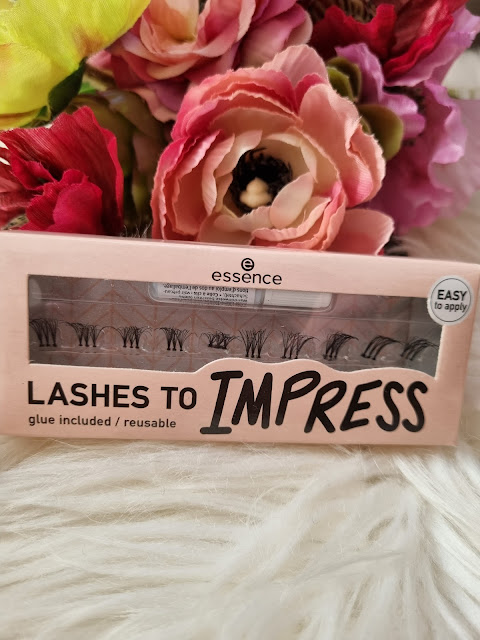 e
essence
EASY
to apply
LASHES TO IMPRESS
glue included / reusable